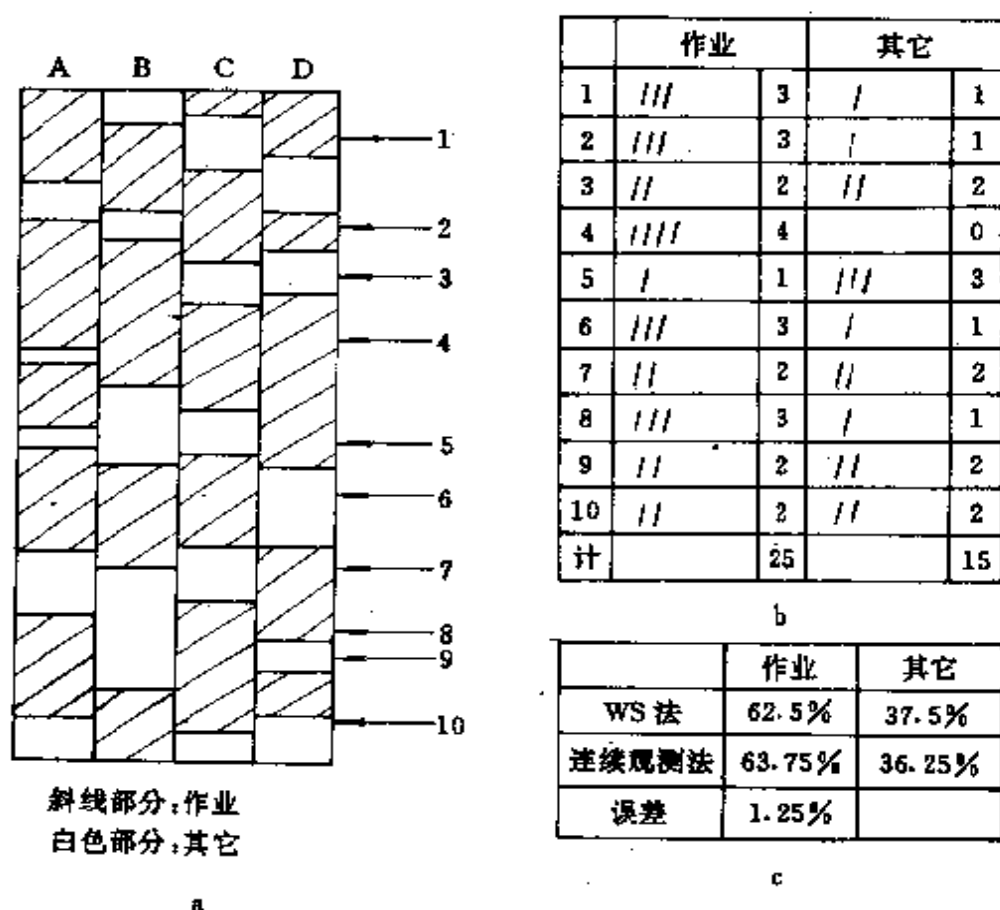 A B C D
1
2
3
4
5
6
7
8
9
10
斜线部分:作业
白色部分:其它
a
作业 其它
1 /// 3 / 1
2 /// 3 / 1
3 // 2 // 2
4 //// 4 0
5 / 1 /// 3
6 /// 3 / 1
7 // 2 // 2
8 /// 3 / 1
9 // 2 // 2
10 // 2 // 2
计 25 15
b
作业 其它
WS 法 62.5% 37.5%
连续观测法 63.75% 36.25%
误差 1.25%
c